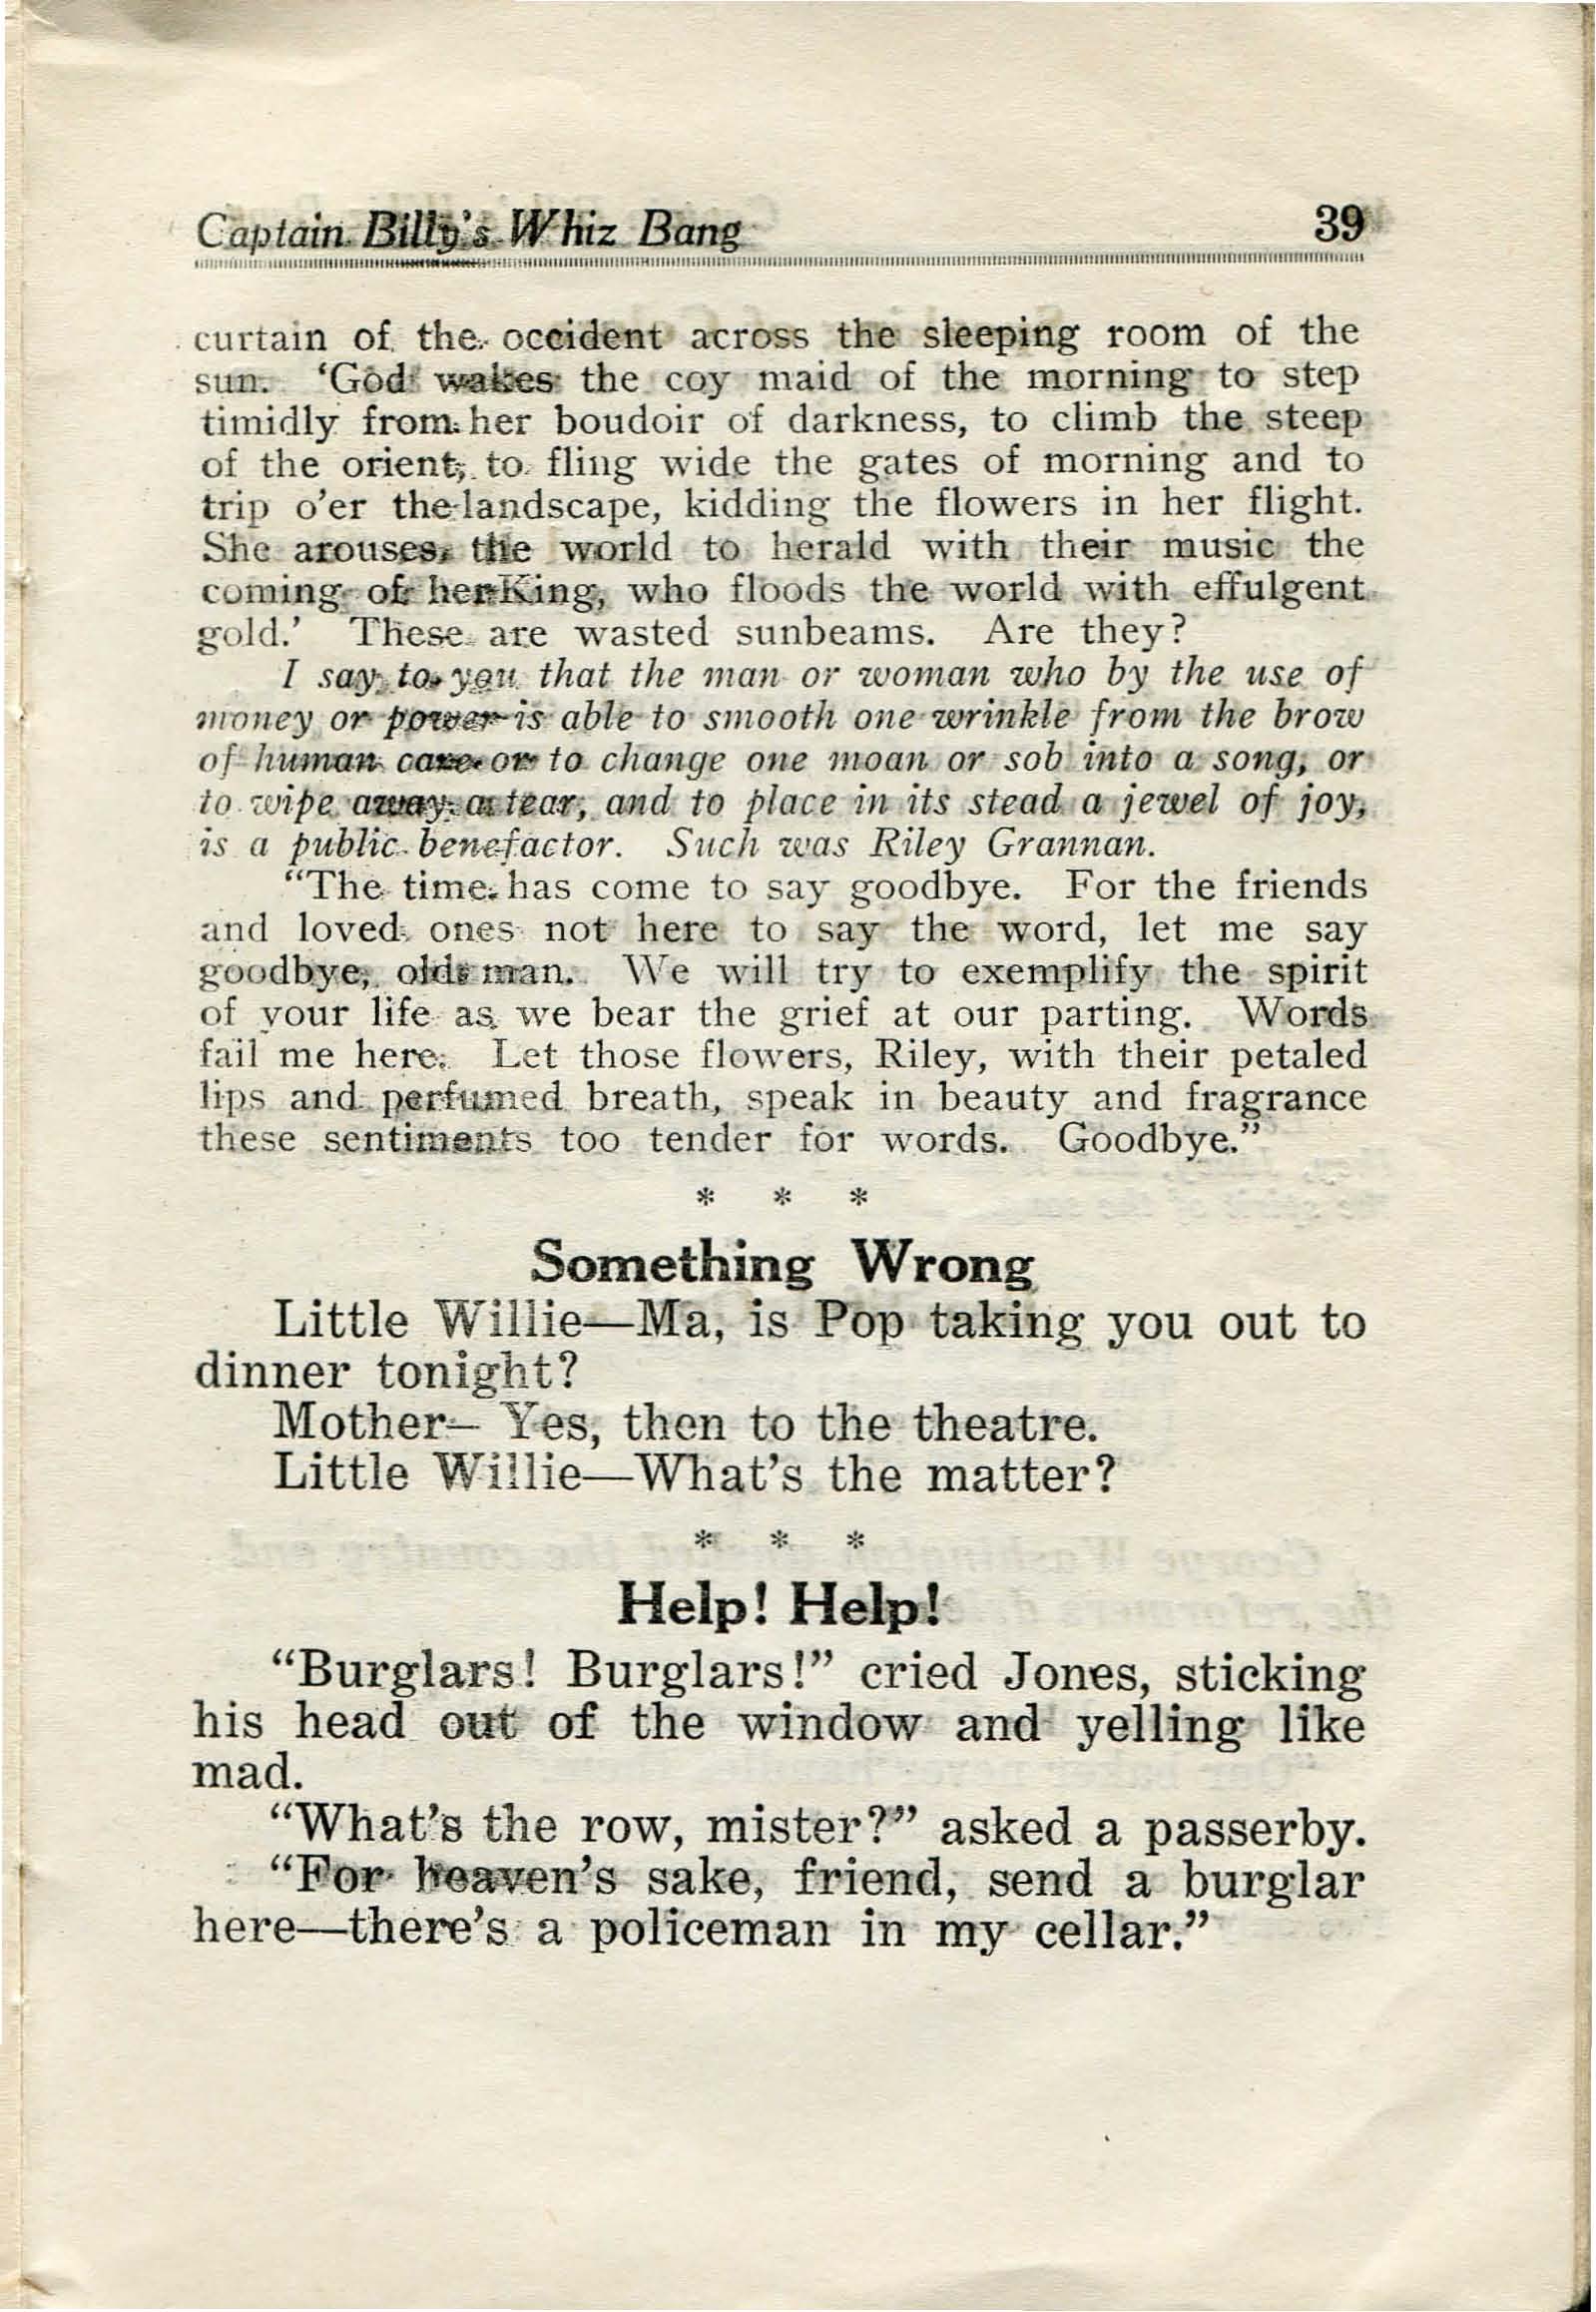 Captain Billy's Whiz Bang 39
curtain of the occident across the sleeping room of the
sun. 'God wakes the coy maid of the morning to step
timidly from her boudoir of darkness, to climb the steep
of the orient, to fling wide the gates of morning and to
trip o'er the landscape, kidding the flowers in her flight.
She arouses the world to herald with their music the
coming of her King, who floods the world with effulgent
gold.' These are wasted sunbeams. Are they?
I say to you that the man or woman who by the use of
money or power is able to smooth one wrinkle from the brow
of human care or to change one moan or sob into a song, or
to wipe away a tear, and to place in its stead a jewel of joy,
is a public benefactor. Such was Riley Grannan.
"The time has come to say goodbye. For the friends
and loved ones not here to say the word, let me say
goodbye, old man. We will try to exemplify the spirit
of your life as we bear the grief at our parting. Words
fail me here. Let those flowers, Riley, with their petaled
lips and perfumed breath, speak in beauty and fragrance
these sentiments too tender for words. Goodbye."
* * *
Something Wrong
Little Willie—Ma, is Pop taking you out to
dinner tonight?
Mother— Yes, then to the theatre.
Little Willie—What's the matter?
* * *
Help! Help!
"Burglars! Burglars!" cried Jones, sticking
his head out of the window and yelling like
mad.
"What's the row, mister?" asked a passerby.
"For heaven's sake, friend, send a burglar
here—there's a policeman in my cellar."